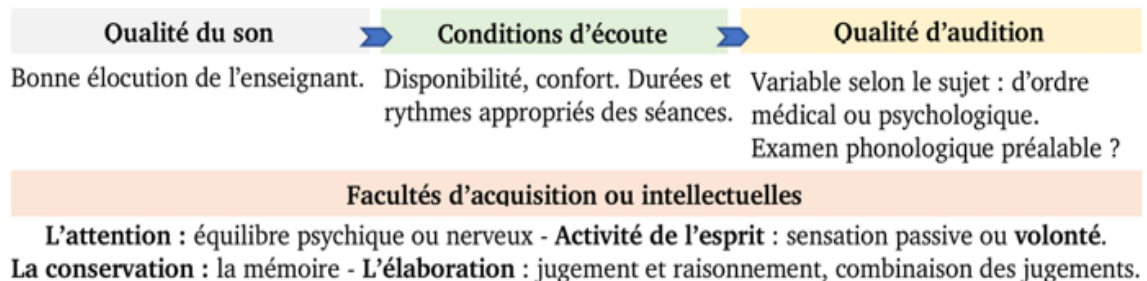 Qualité du son
Conditions d'écoute
Qualité d'audition
Bonne élocution de l'enseignant.
Disponibilité, confort. Durées et
rythmes appropriés des séances.
Variable selon le sujet : d'ordre
médical ou psychologique.
Examen phonologique préalable ?
Facultés d'acquisition ou intellectuelles
L'attention : équilibre psychique ou nerveux - Activité de l'esprit : sensation passive ou volonté.
La conservation : la mémoire - L'élaboration : jugement et raisonnement, combinaison des jugements.